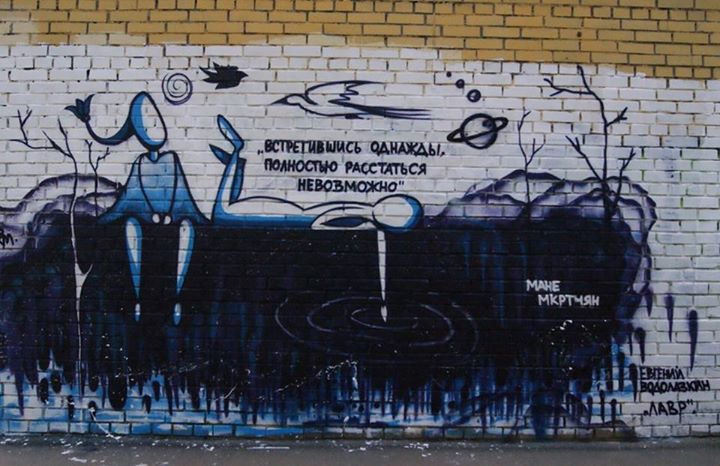 „ВСТРЕТИВШИСЬ ОДНАЖДЫ,
ПОЛНОСТЬЮ РАССТАТЬСЯ
НЕВОЗМОЖНО"
МАНЕ
МКРТЧЯН
ЕВГЕНИЙ
ВОДОЛАЗКИН
„ЛАВР".